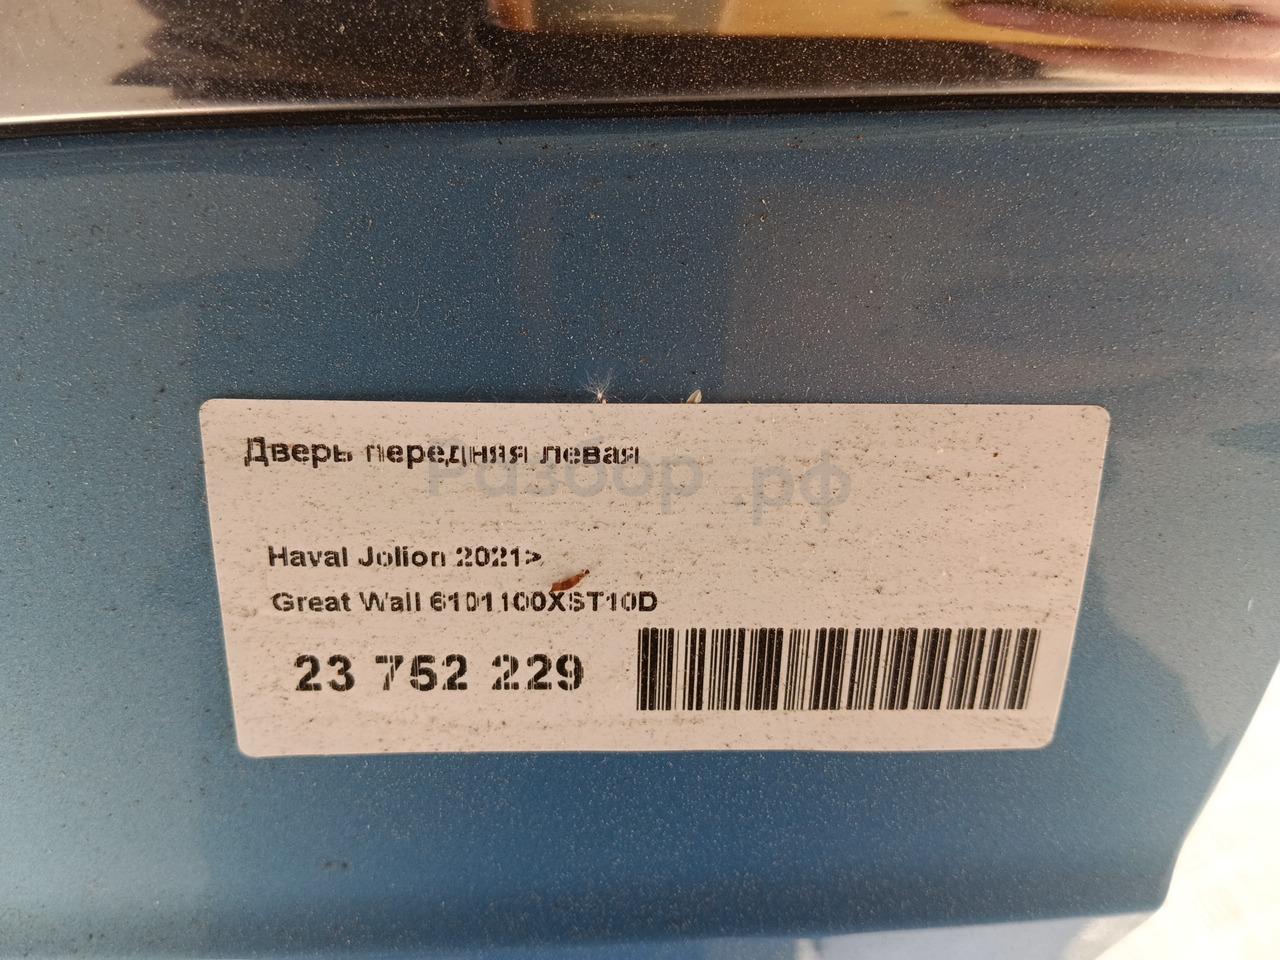 Дверь передняя левая
Разбор.рф
Haval Jolion 2021>
Great Wall 6101100XST10D
23 752 229